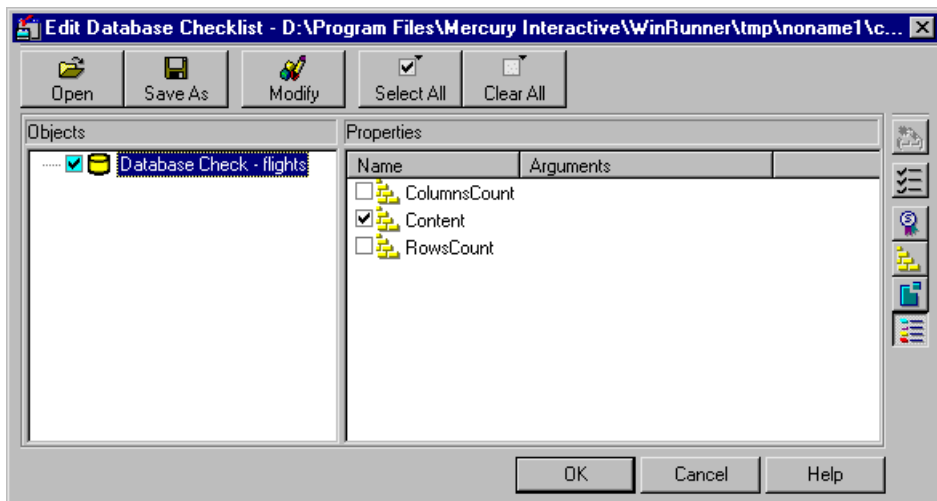 Edit Database Checklist - D:\Program Files\Mercury Interactive\WinRunner\tmp\noname1\c...
Open Save As Modify Select All Clear All
Objects Properties
Database Check - flights
Name Arguments
ColumnsCount
Content
RowsCount
OK Cancel Help